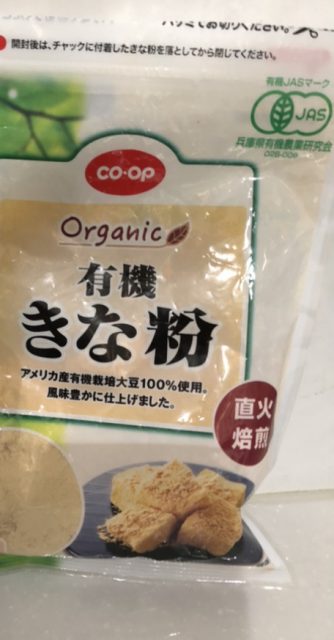 開封後は、チャックに付着したきな粉を落としてから閉じてください。
有機JASマーク
JAS
兵庫県有機農業研究会
CO·OP
Organic
有機
きな粉
アメリカ産有機栽培大豆100%使用。
風味豊かに仕上げました。
直火
焙煎